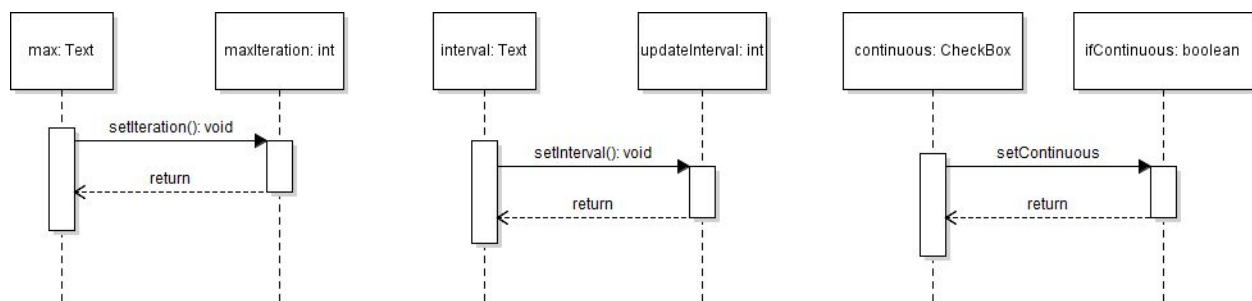 max: Text
maxIteration: int
setIteration(): void
return
interval: Text
updateInterval: int
setInterval(): void
return
continuous: CheckBox
ifContinuous: boolean
setContinuous
return